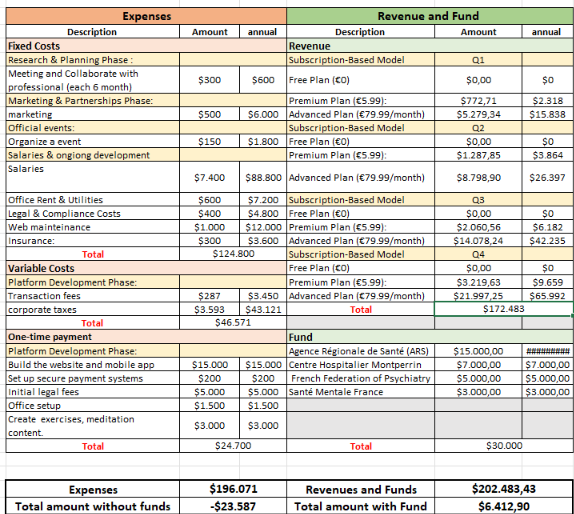 Expenses Revenue and Fund
Description Amount annual Description Amount annual
Fixed Costs Revenue
Research & Planning Phase : Subscription-Based Model Q1
Meeting and Collaborate with
professional (each 6 month) $300 $600 Free Plan (€0) $0,00 $0
Marketing & Partnerships Phase: Premium Plan (€5.99): $772,71 $2.318
marketing $500 $6.000 Advanced Plan (€79.99/month) $5.279,34 $15.838
Official events: Subscription-Based Model Q2
Organize a event $150 $1.800 Free Plan (€0) $0,00 $0
Salaries & ongiong development Premium Plan (€5.99): $1.287,85 $3.864
Salaries $7.400 $88.800 Advanced Plan (€79.99/month) $8.798,90 $26.397
Office Rent & Utilities $600 $7.200 Subscription-Based Model Q3
Legal & Compliance Costs $400 $4.800 Free Plan (€0) $0,00 $0
Web mainteinance $1.000 $12.000 Premium Plan (€5.99): $2.060,56 $6.182
Insurance: $300 $3.600 Advanced Plan (€79.99/month) $14.078,24 $42.235
Total $124.800 Subscription-Based Model Q4
Variable Costs Free Plan (€0) $0,00 $0
Platform Development Phase: Premium Plan (€5.99): $3.219,63 $9.659
Transaction fees $287 $3.450 Advanced Plan (€79.99/month) $21.997,25 $65.992
corporate taxes $3.593 $43.121 Total $172.483
Total $46.571
One-time payment Fund
Platform Development Phase: Agence Régionale de Santé (ARS) $15.000,00 #########
Build the website and mobile app $15.000 $15.000 Centre Hospitalier Montperrin $7.000,00 $7.000,00
Set up secure payment systems $200 $200 French Federation of Psychiatry $5.000,00 $5.000,00
Initial legal fees $5.000 $5.000 Santé Mentale France $3.000,00 $3.000,00
Office setup $1.500 $1.500
Create exercises, meditation
content. $3.000 $3.000
Total $24.700 Total $30.000
Expenses $196.071 Revenues and Funds $202.483,43
Total amount without funds -$23.587 Total amount with Fund $6.412,90